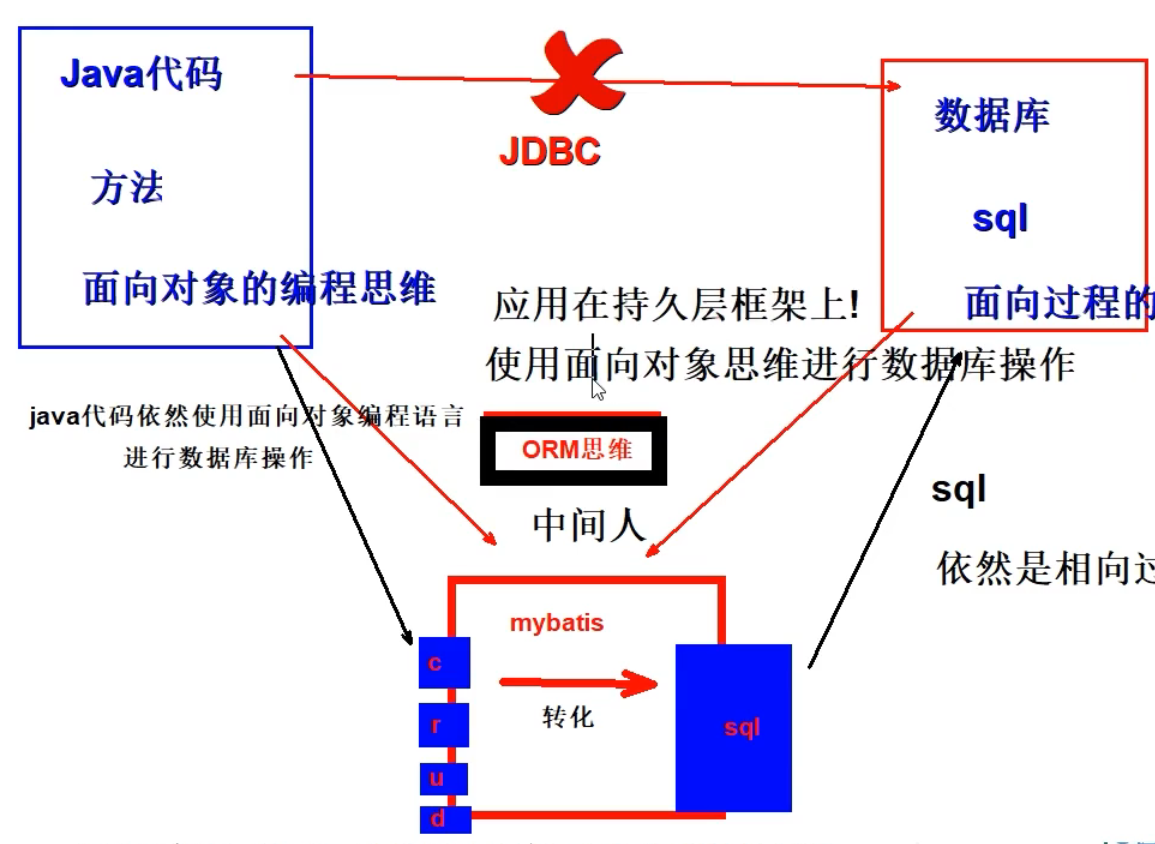 Java代码
方法
面向对象的编程思维
JDBC
数据库
sql
面向过程的
应用在持久层框架上!
使用面向对象思维进行数据库操作
java代码依然使用面向对象编程语言
进行数据库操作
ORM思维
中间人
sql
依然是相向过
mybatis
转化
c
r
u
d
sql